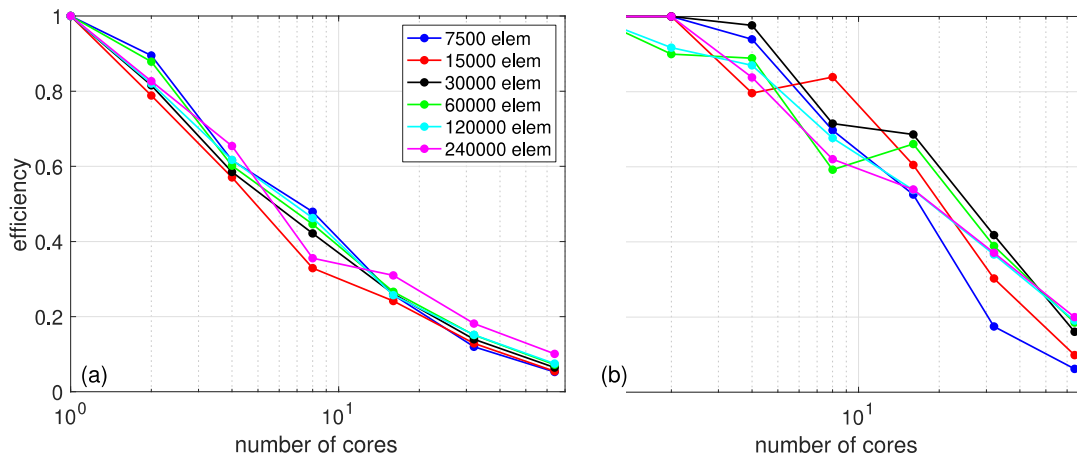 1
0.8
0.6
0.4
0.2
0
efficiency
7500 elem
15000 elem
30000 elem
60000 elem
120000 elem
240000 elem
(a)
10^0
10^1
number of cores
(b)
10^1
number of cores